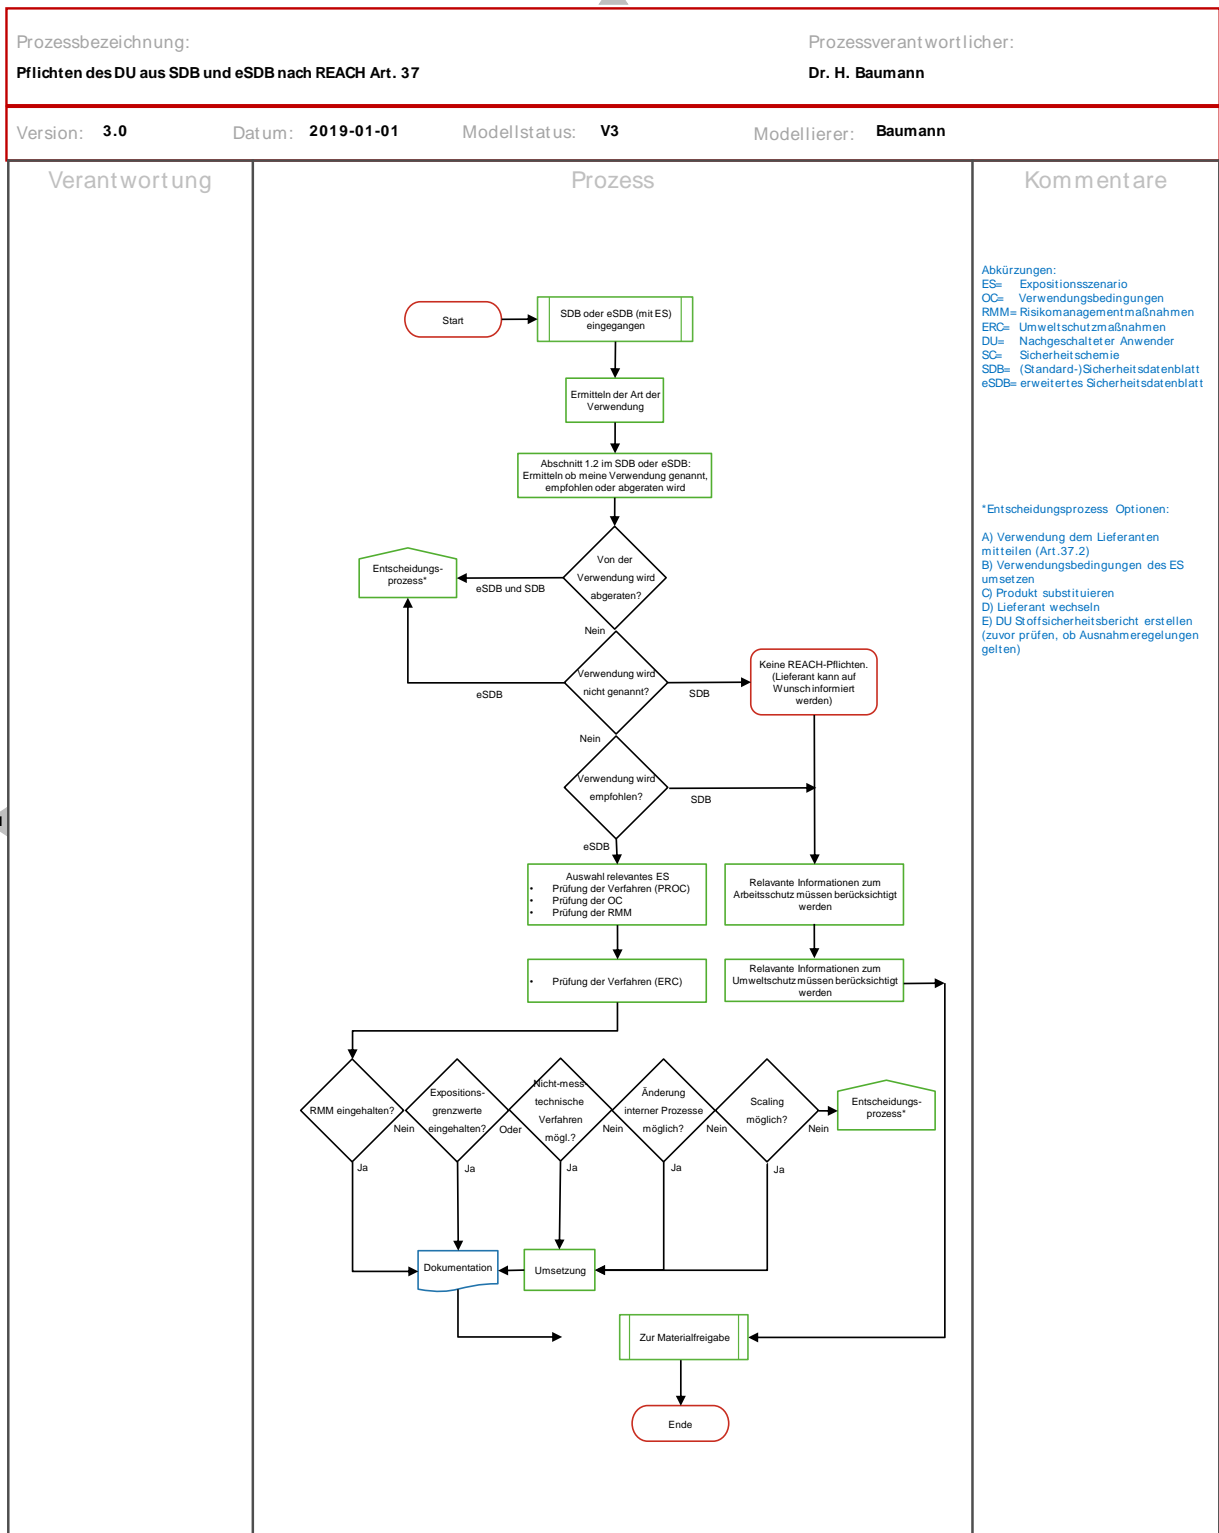 Prozessbezeichnung:
Prozessverantwortlicher:
Pflichten des DU aus SDB und eSDB nach REACH Art. 37
Dr. H. Baumann
Version: 3.0
Datum: 2019-01-01
Modellstatus: V3
Modellierer: Baumann
Verantwortung
Prozess
Kommentare
Abkürzungen:
ES= Expositionsszenario
OC= Verwendungsbedingungen
RMM= Risikomanagementmaßnahmen
ERC= Umweltschutzmaßnahmen
DU= Nachgeschalteter Anwender
SC= Sicherheitschemie
SDB= (Standard-)Sicherheitsdatenblatt
eSDB= erweitertes Sicherheitsdatenblatt
Start
SDB oder eSDB (mit ES)
eingegangen
Ermitteln der Art der
Verwendung
Abschnitt 1.2 im SDB oder eSDB:
Ermitteln ob meine Verwendung genannt,
empfohlen oder abgeraten wird
*Entscheidungsprozess Optionen:
A) Verwendung dem Lieferanten
mitteilen (Art.37.2)
B) Verwendungsbedingungen des ES
umsetzen
C) Produkt substituieren
D) Lieferant wechseln
E) DU Stoffsicherheitsbericht erstellen
(zuvor prüfen, ob Ausnahmeregelungen
gelten)
Von der
Verwendung wird
abgeraten?
eSDB und SDB
Entscheidungs-
prozess*
Nein
Verwendung wird
nicht genannt?
eSDB
SDB
Keine REACH-Pflichten.
(Lieferant kann auf
Wunsch informiert
werden)
Nein
Verwendung wird
empfohlen?
SDB
eSDB
Auswahl relevantes ES
• Prüfung der Verfahren (PROC)
• Prüfung der OC
• Prüfung der RMM
Relavante Informationen zum
Arbeitsschutz müssen berücksichtigt
werden
• Prüfung der Verfahren (ERC)
Relavante Informationen zum
Umweltschutz müssen berücksichtigt
werden
RMM eingehalten?
Nein
Ja
Expositions-
grenzwerte
eingehalten?
Oder
Ja
Nicht-mess
technische
Verfahren
mögl.?
Nein
Ja
Änderung
interner Prozesse
möglich?
Nein
Ja
Scaling
möglich?
Nein
Ja
Entscheidungs-
prozess*
Dokumentation
Umsetzung
Zur Materialfreigabe
Ende